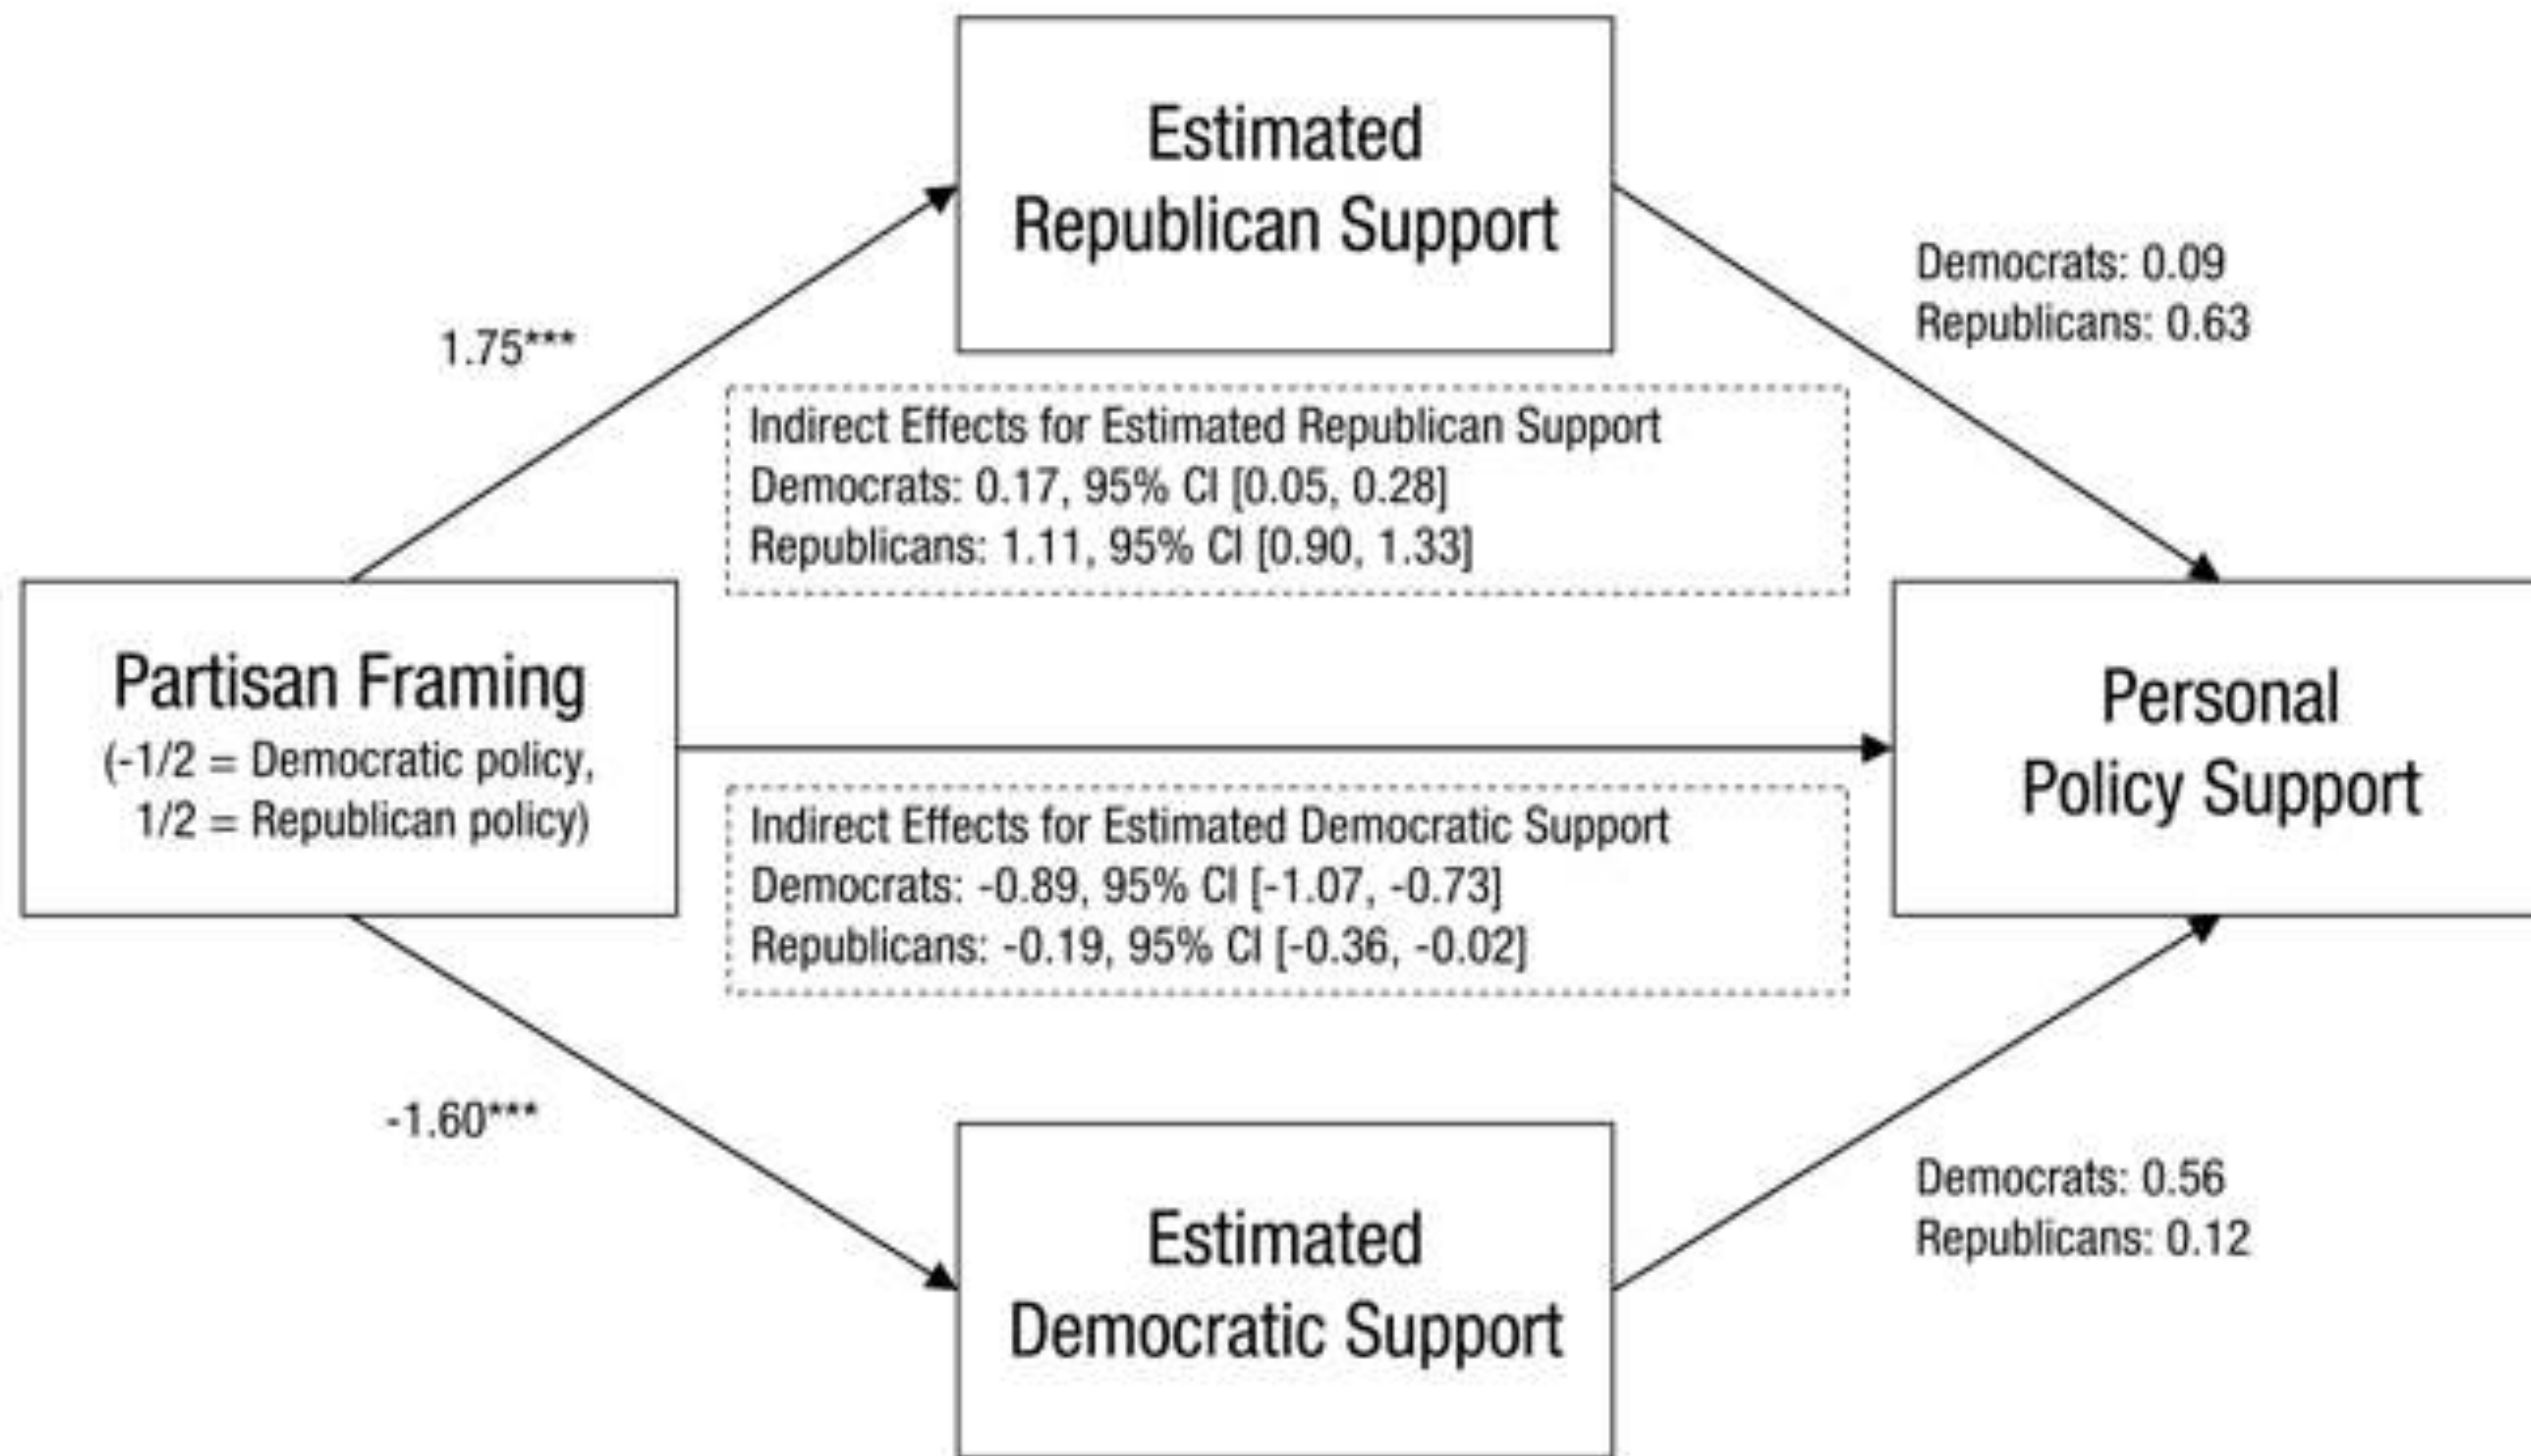 Estimated
Republican Support
Democrats: 0.09
Republicans: 0.63
1.75***
Indirect Effects for Estimated Republican Support
Democrats: 0.17, 95% CI [0.05, 0.28]
Republicans: 1.11, 95% CI [0.90, 1.33]
Partisan Framing
(-1/2 = Democratic policy,
1/2 = Republican policy)
Personal
Policy Support
Indirect Effects for Estimated Democratic Support
Democrats: -0.89, 95% CI [-1.07, -0.73]
Republicans: -0.19, 95% CI [-0.36, -0.02]
-1.60***
Democrats: 0.56
Republicans: 0.12
Estimated
Democratic Support